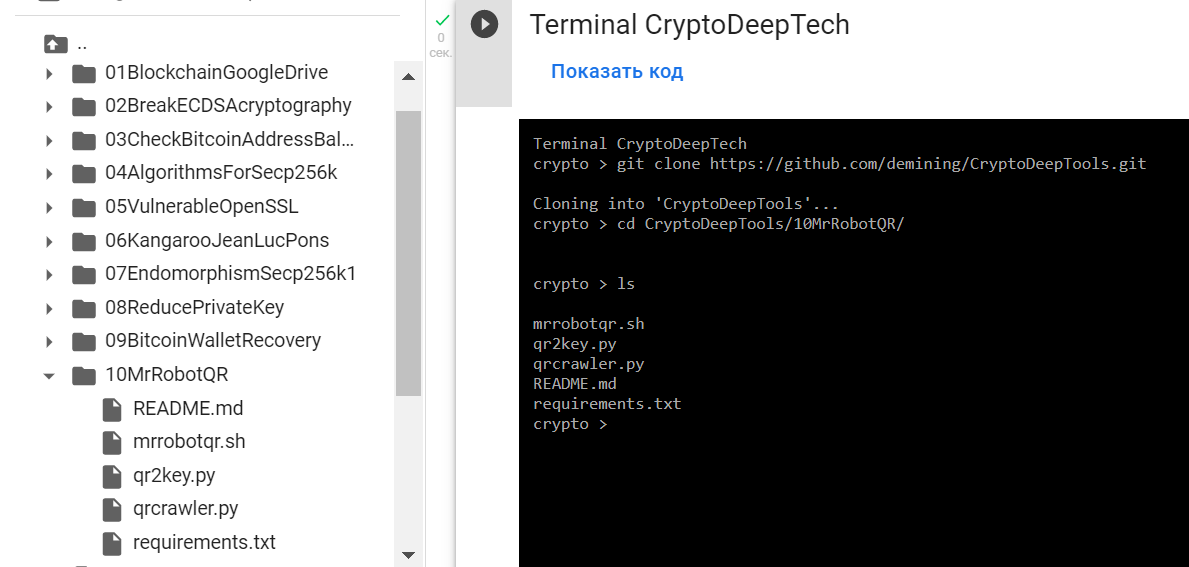 ..
01BlockchainGoogleDrive
02BreakECDSAcryptography
03CheckBitcoinAddressBal...
04AlgorithmsForSecp256k
05VulnerableOpenSSL
06KangarooJeanLucPons
07EndomorphismSecp256k1
08ReducePrivateKey
09BitcoinWalletRecovery
10MrRobotQR
README.md
mrrobotqr.sh
qr2key.py
qrcrawler.py
requirements.txt
0
сек.
Terminal CryptoDeepTech
Показать код
Terminal CryptoDeepTech
crypto > git clone https://github.com/demining/CryptoDeepTools.git
Cloning into 'CryptoDeepTools'...
crypto > cd CryptoDeepTools/10MrRobotQR/
crypto > ls
mrrobotqr.sh
qr2key.py
qrcrawler.py
README.md
requirements.txt
crypto >